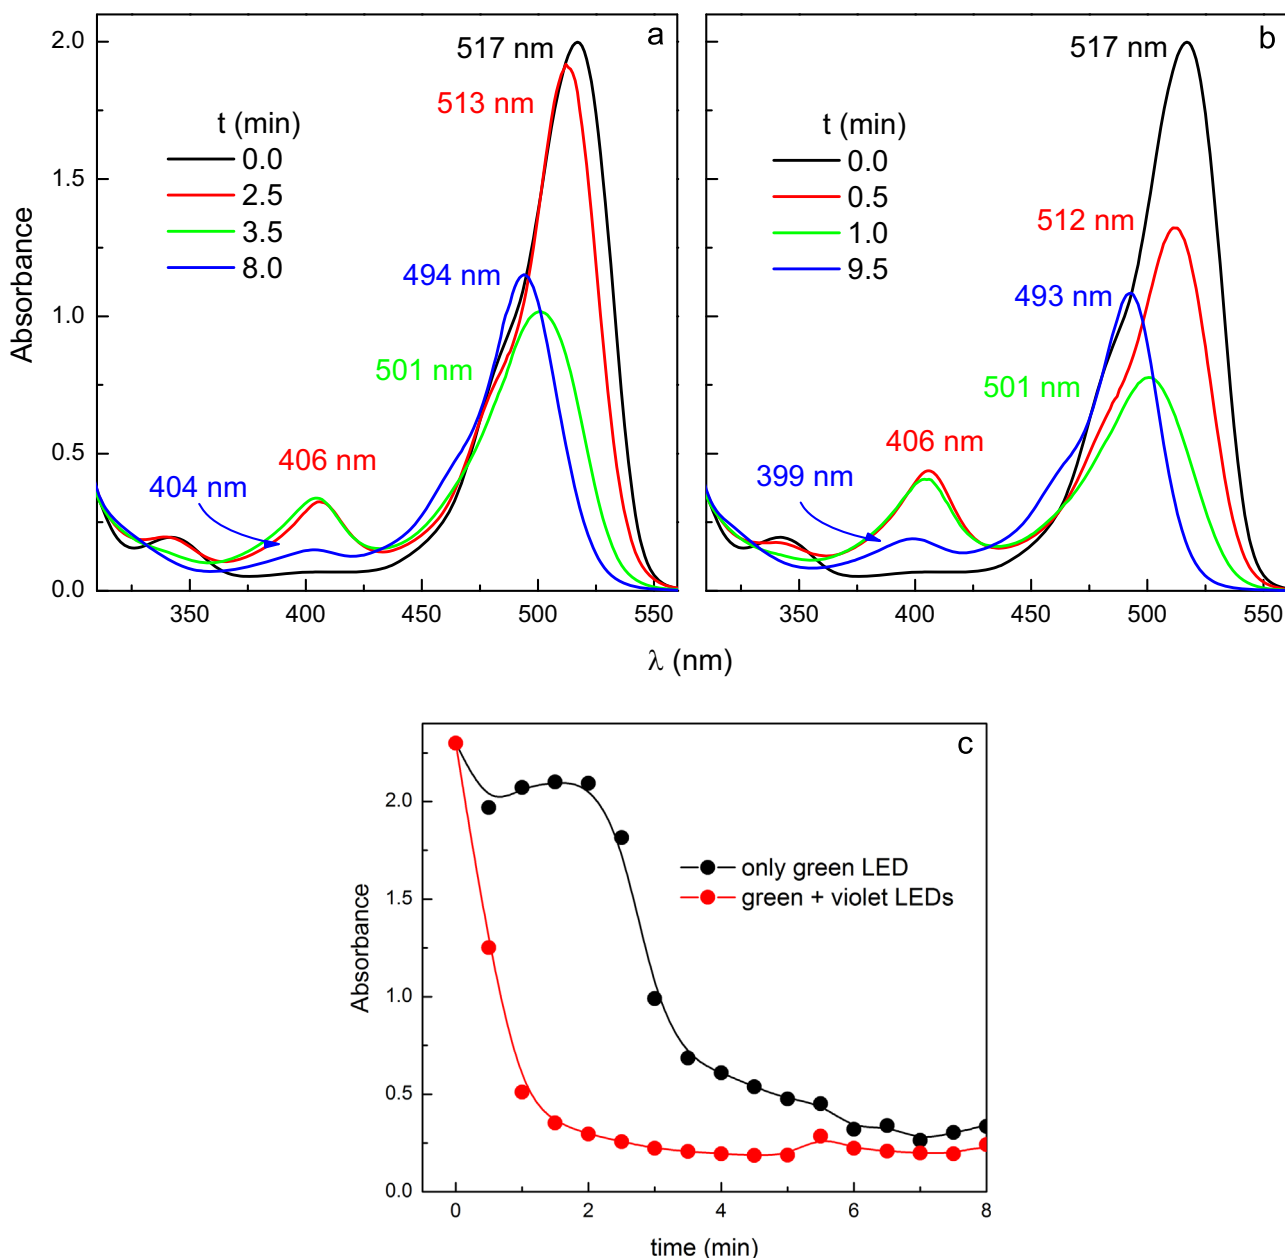 a
517 nm
513 nm
t (min)
0.0
2.5
3.5
8.0
494 nm
501 nm
406 nm
404 nm
2.0
1.5
1.0
0.5
0.0
Absorbance
350
400
450
500
550
b
517 nm
t (min)
0.0
0.5
1.0
9.5
512 nm
493 nm
501 nm
406 nm
399 nm
350
400
450
500
550
λ (nm)
c
2.0
1.5
1.0
0.5
0.0
Absorbance
only green LED
green + violet LEDs
0
2
4
6
8
time (min)